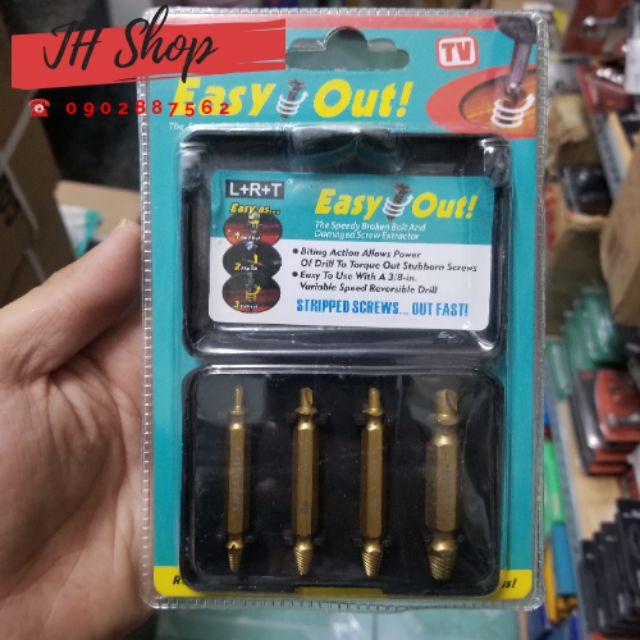 JH Shop
☎ 0902887562
TV
Easy Out!
L+R+T
Easy as...
Easy Out!
The Speedy Broken Bolt And
Damaged Screw Extractor
• Biting Action Allows Power
Of Drill To Torque Out Stubborn Screws
• Easy To Use With A 3/8-in.
Variable Speed Reversible Drill
STRIPPED SCREWS... OUT FAST!